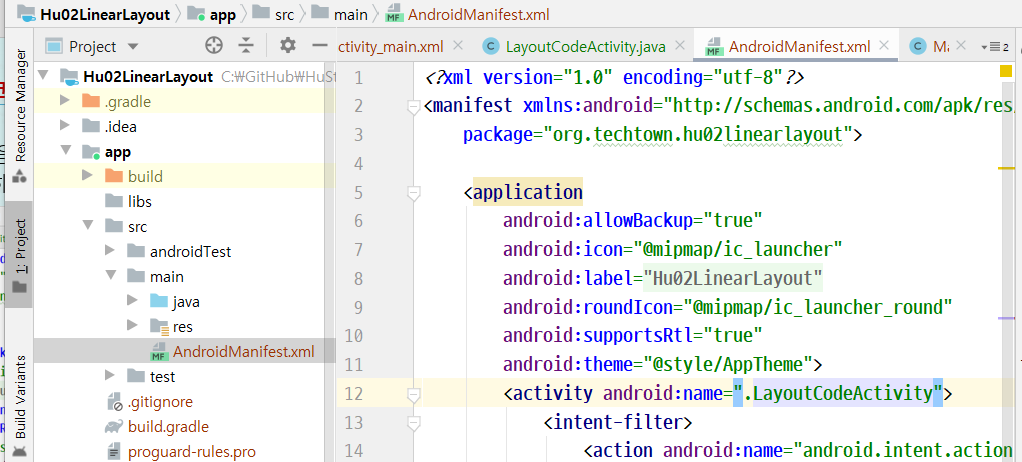 Hu02LinearLayout app src main AndroidManifest.xml
Project
ctivity_main.xml LayoutCodeActivity.java AndroidManifest.xml Ma 2
Resource Manager
1: Project
Build Variants
Hu02LinearLayout C:₩GitHub₩HuSt
.gradle
.idea
app
build
libs
src
androidTest
main
java
res
AndroidManifest.xml
test
.gitignore
build.gradle
proguard-rules.pro
1 <?xml version="1.0" encoding="utf-8"?>
2 <manifest xmlns:android="http://schemas.android.com/apk/res/
3 package="org.techtown.hu02linearlayout">
4
5 <application
6 android:allowBackup="true"
7 android:icon="@mipmap/ic_launcher"
8 android:label="Hu02LinearLayout"
9 android:roundIcon="@mipmap/ic_launcher_round"
10 android:supportsRtl="true"
11 android:theme="@style/AppTheme">
12 <activity android:name=".LayoutCodeActivity">
13 <intent-filter>
14 <action android:name="android.intent.action